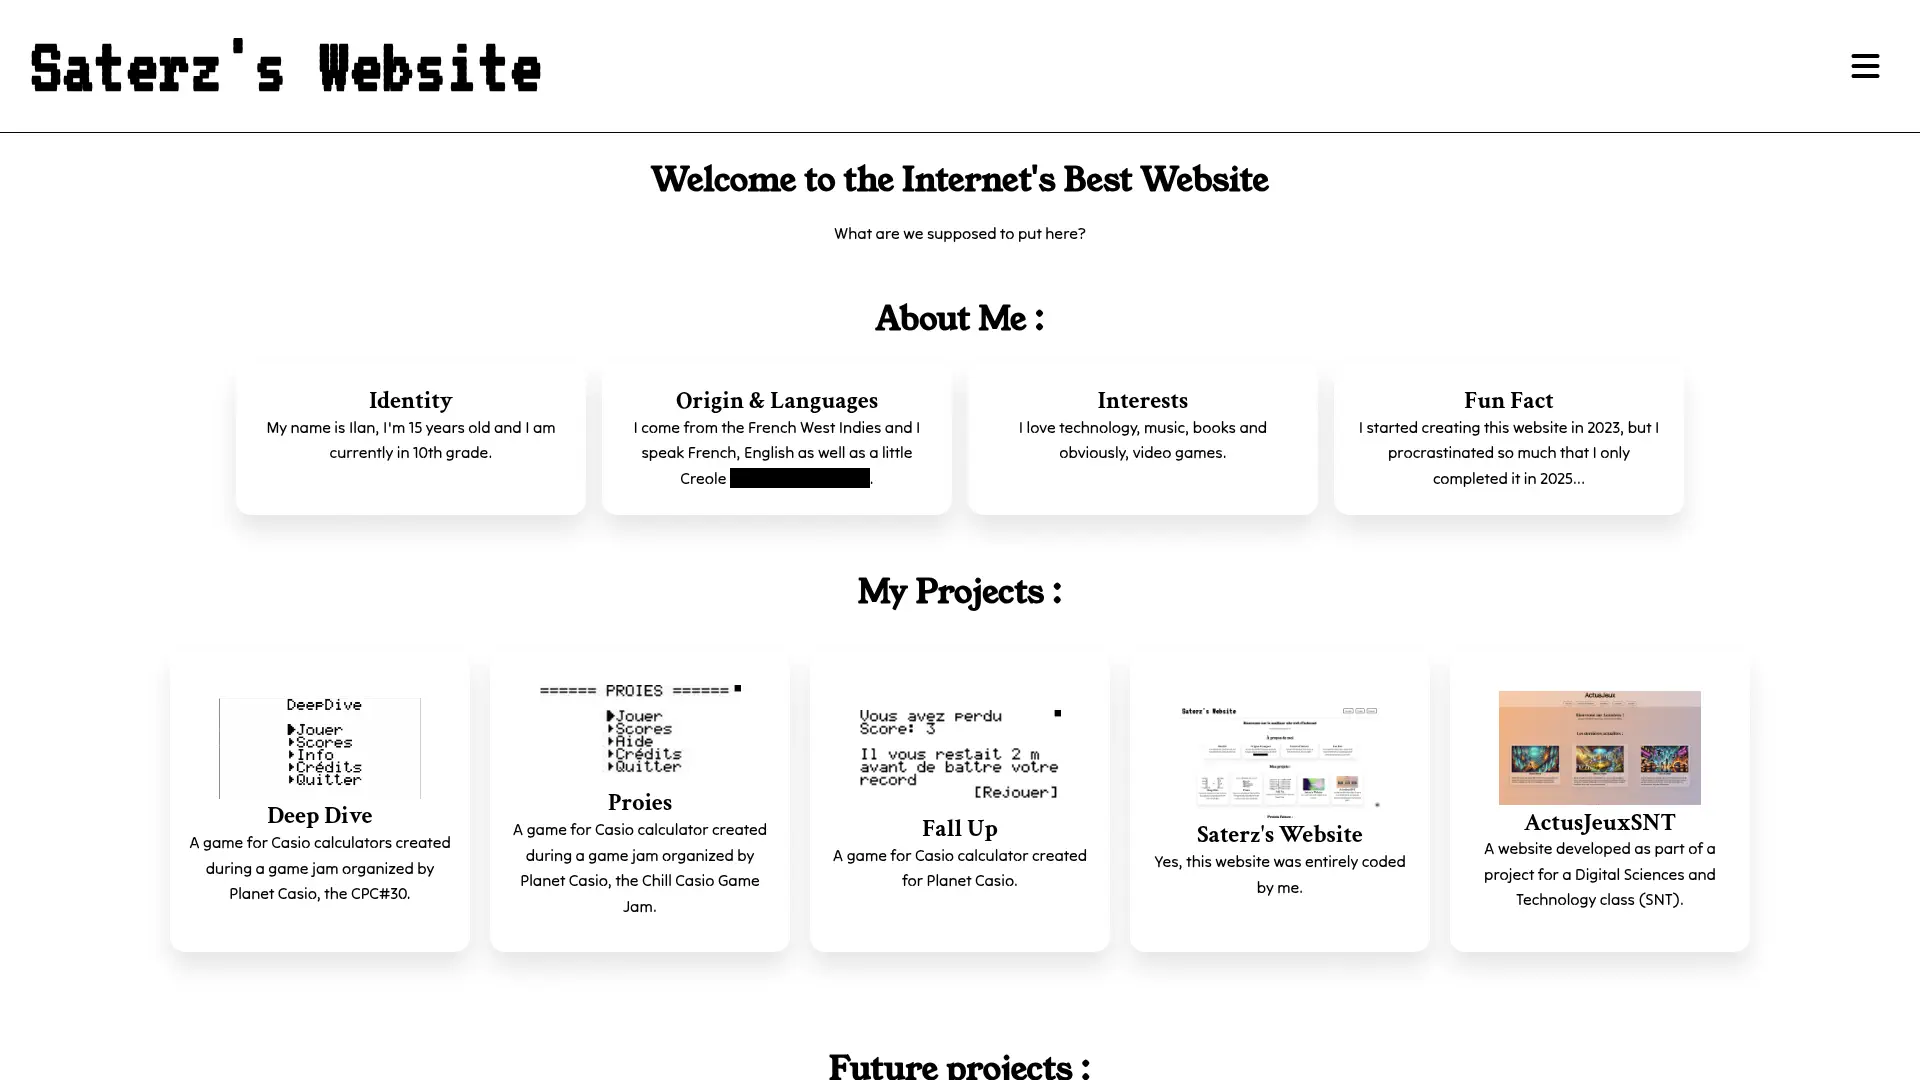 Saterz's Website
Welcome to the Internet's Best Website
What are we supposed to put here?
About Me :
Identity
My name is Ilan, I'm 15 years old and I am
currently in 10th grade.
Origin & Languages
I come from the French West Indies and I
speak French, English as well as a little
Creole .
Interests
I love technology, music, books and
obviously, video games.
Fun Fact
I started creating this website in 2023, but I
procrastinated so much that I only
completed it in 2025...
My Projects :
DeepDive
Jouer
Scores
Info
Crédits
Quitter
Deep Dive
A game for Casio calculators created
during a game jam organized by
Planet Casio, the CPC#30.
====== PROIES ======
Jouer
Scores
Aide
Crédits
Quitter
Proies
A game for Casio calculator created
during a game jam organized by
Planet Casio, the Chill Casio Game
Jam.
Vous avez perdu
Score: 3
Il vous restait 2 m
avant de battre votre
record
[Rejouer]
Fall Up
A game for Casio calculator created
for Planet Casio.
Saterz's Website
Saterz's Website
Yes, this website was entirely coded
by me.
ActusJeux
ActusJeuxSNT
A website developed as part of a
project for a Digital Sciences and
Technology class (SNT).
Future projects :